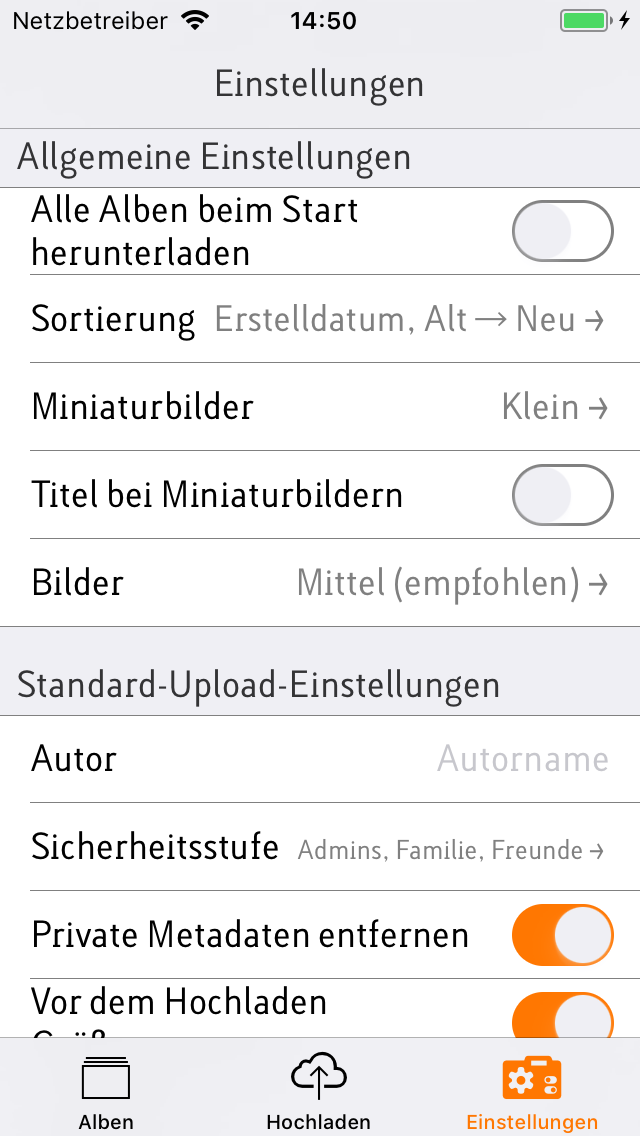 Netzbetreiber 14:50
Einstellungen
Allgemeine Einstellungen
Alle Alben beim Start
herunterladen
Sortierung Erstelldatum, Alt → Neu →
Miniaturbilder Klein →
Titel bei Miniaturbildern
Bilder Mittel (empfohlen) →
Standard-Upload-Einstellungen
Autor Autorname
Sicherheitsstufe Admins, Familie, Freunde →
Private Metadaten entfernen
Vor dem Hochladen
Alben Hochladen Einstellungen